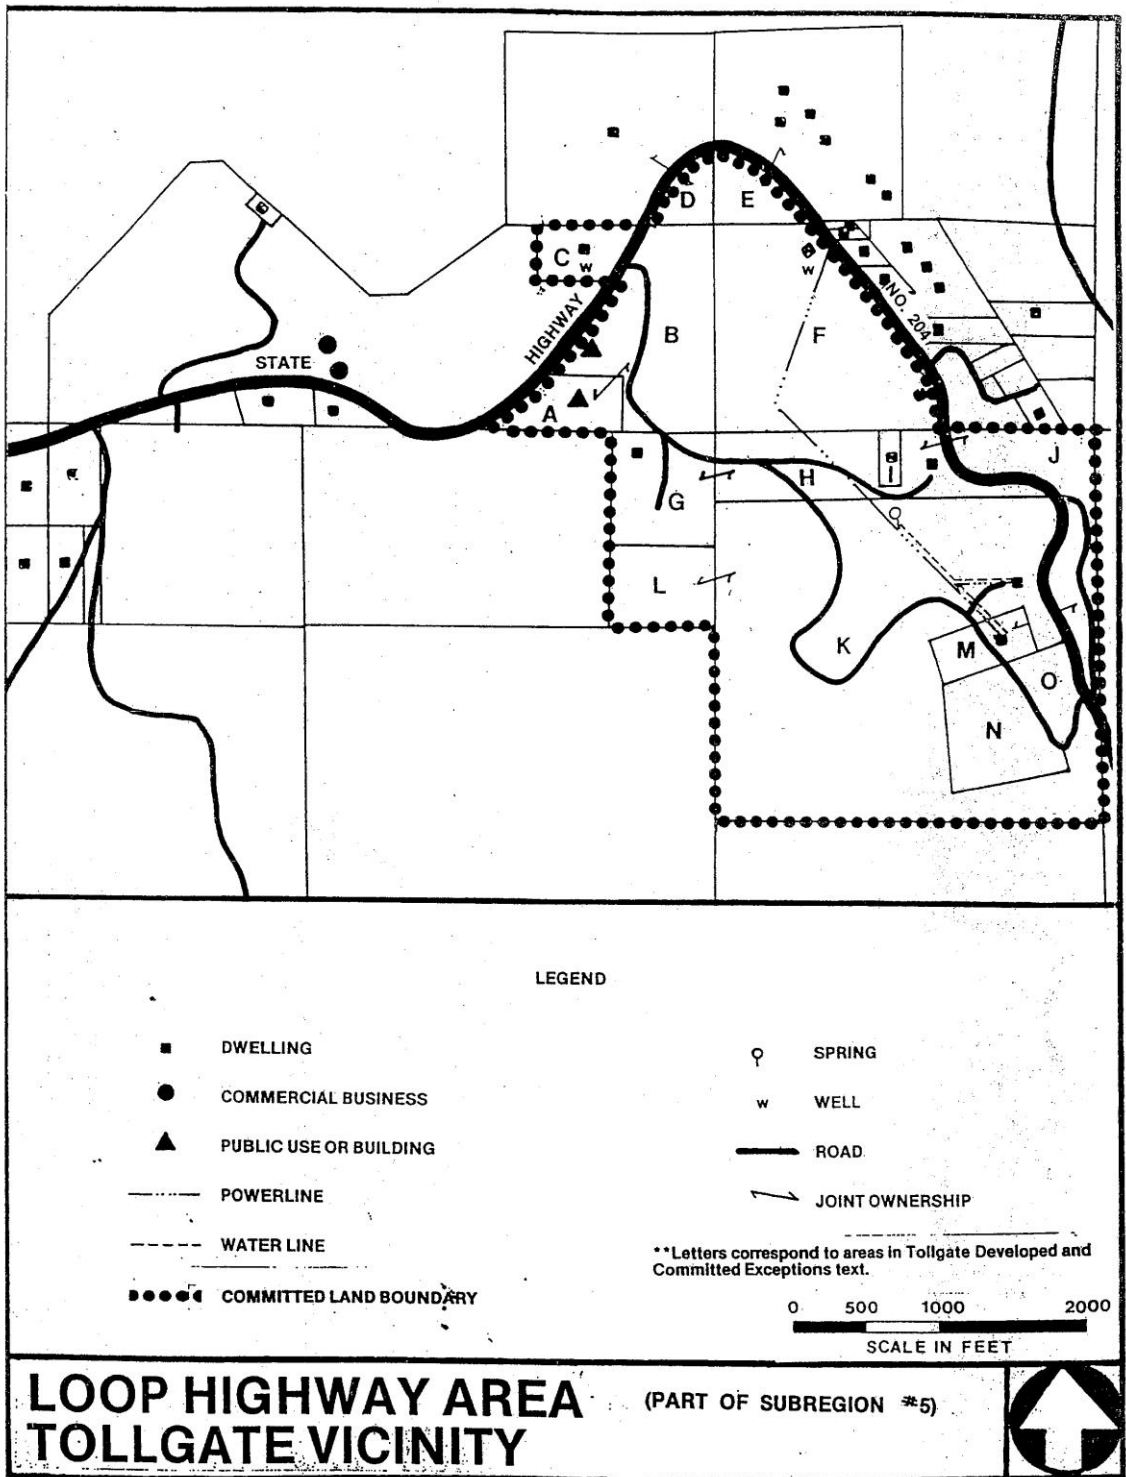 D
E
C
w
w
HIGHWAY
NO. 204
B
F
STATE
A
J
H
I
G
L
K
M
O
N
LEGEND
DWELLING
COMMERCIAL BUSINESS
PUBLIC USE OR BUILDING
POWERLINE
WATER LINE
COMMITTED LAND BOUNDARY
SPRING
w WELL
ROAD
JOINT OWNERSHIP
**Letters correspond to areas in Tollgate Developed and
Committed Exceptions text.
0 500 1000 2000
SCALE IN FEET
LOOP HIGHWAY AREA (PART OF SUBREGION #5)
TOLLGATE VICINITY